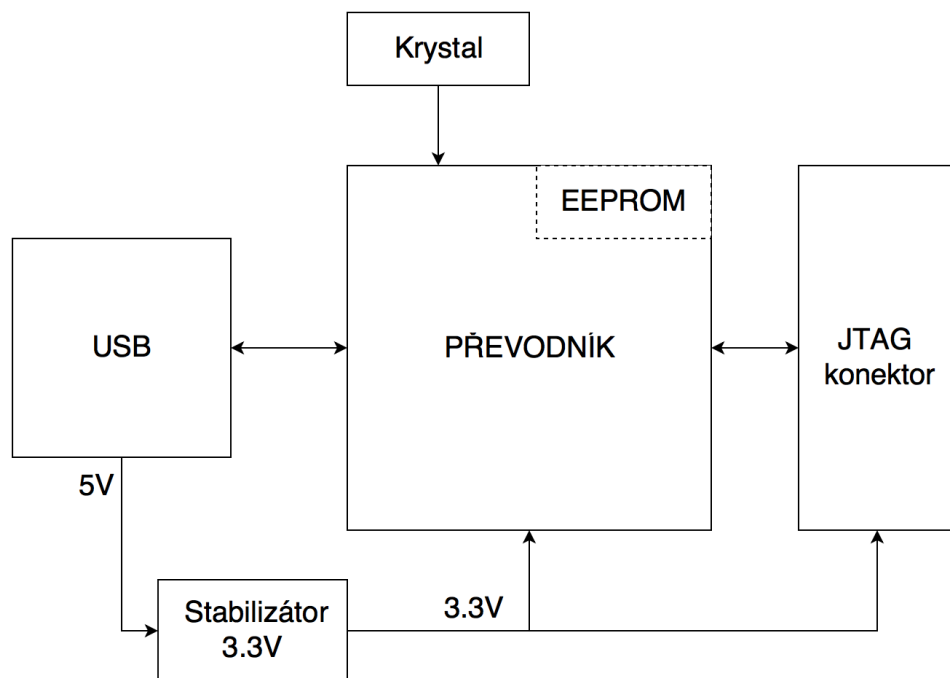 Krystal
EEPROM
USB
PŘEVODNÍK
JTAG
konektor
5V
Stabilizátor
3.3V
3.3V